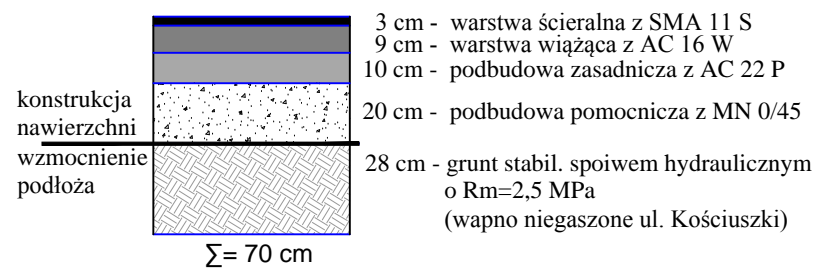 3 cm - warstwa ścieralna z SMA 11 S
9 cm - warstwa wiążąca z AC 16 W
10 cm - podbudowa zasadnicza z AC 22 P
konstrukcja
nawierzchni
20 cm - podbudowa pomocnicza z MN 0/45
wzmocnienie
podłoża
28 cm - grunt stabil. spoiwem hydraulicznym
o Rm=2,5 MPa
(wapno niegaszone ul. Kościuszki)
∑= 70 cm